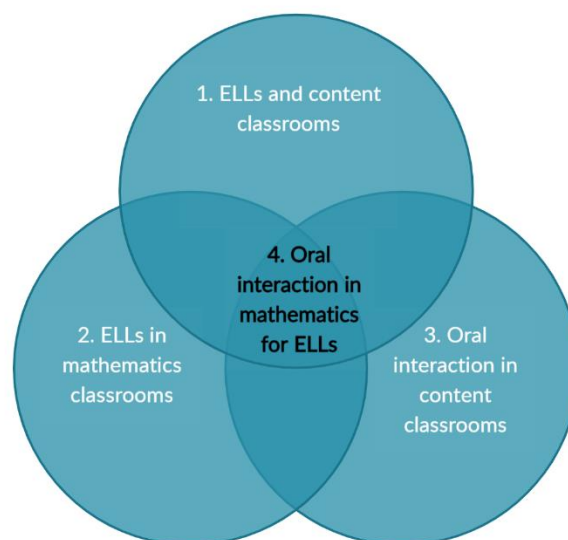 1. ELLs and content
classrooms
4. Oral
interaction in
mathematics
for ELLs
2. ELLs in
mathematics
classrooms
3. Oral
interaction in
content
classrooms